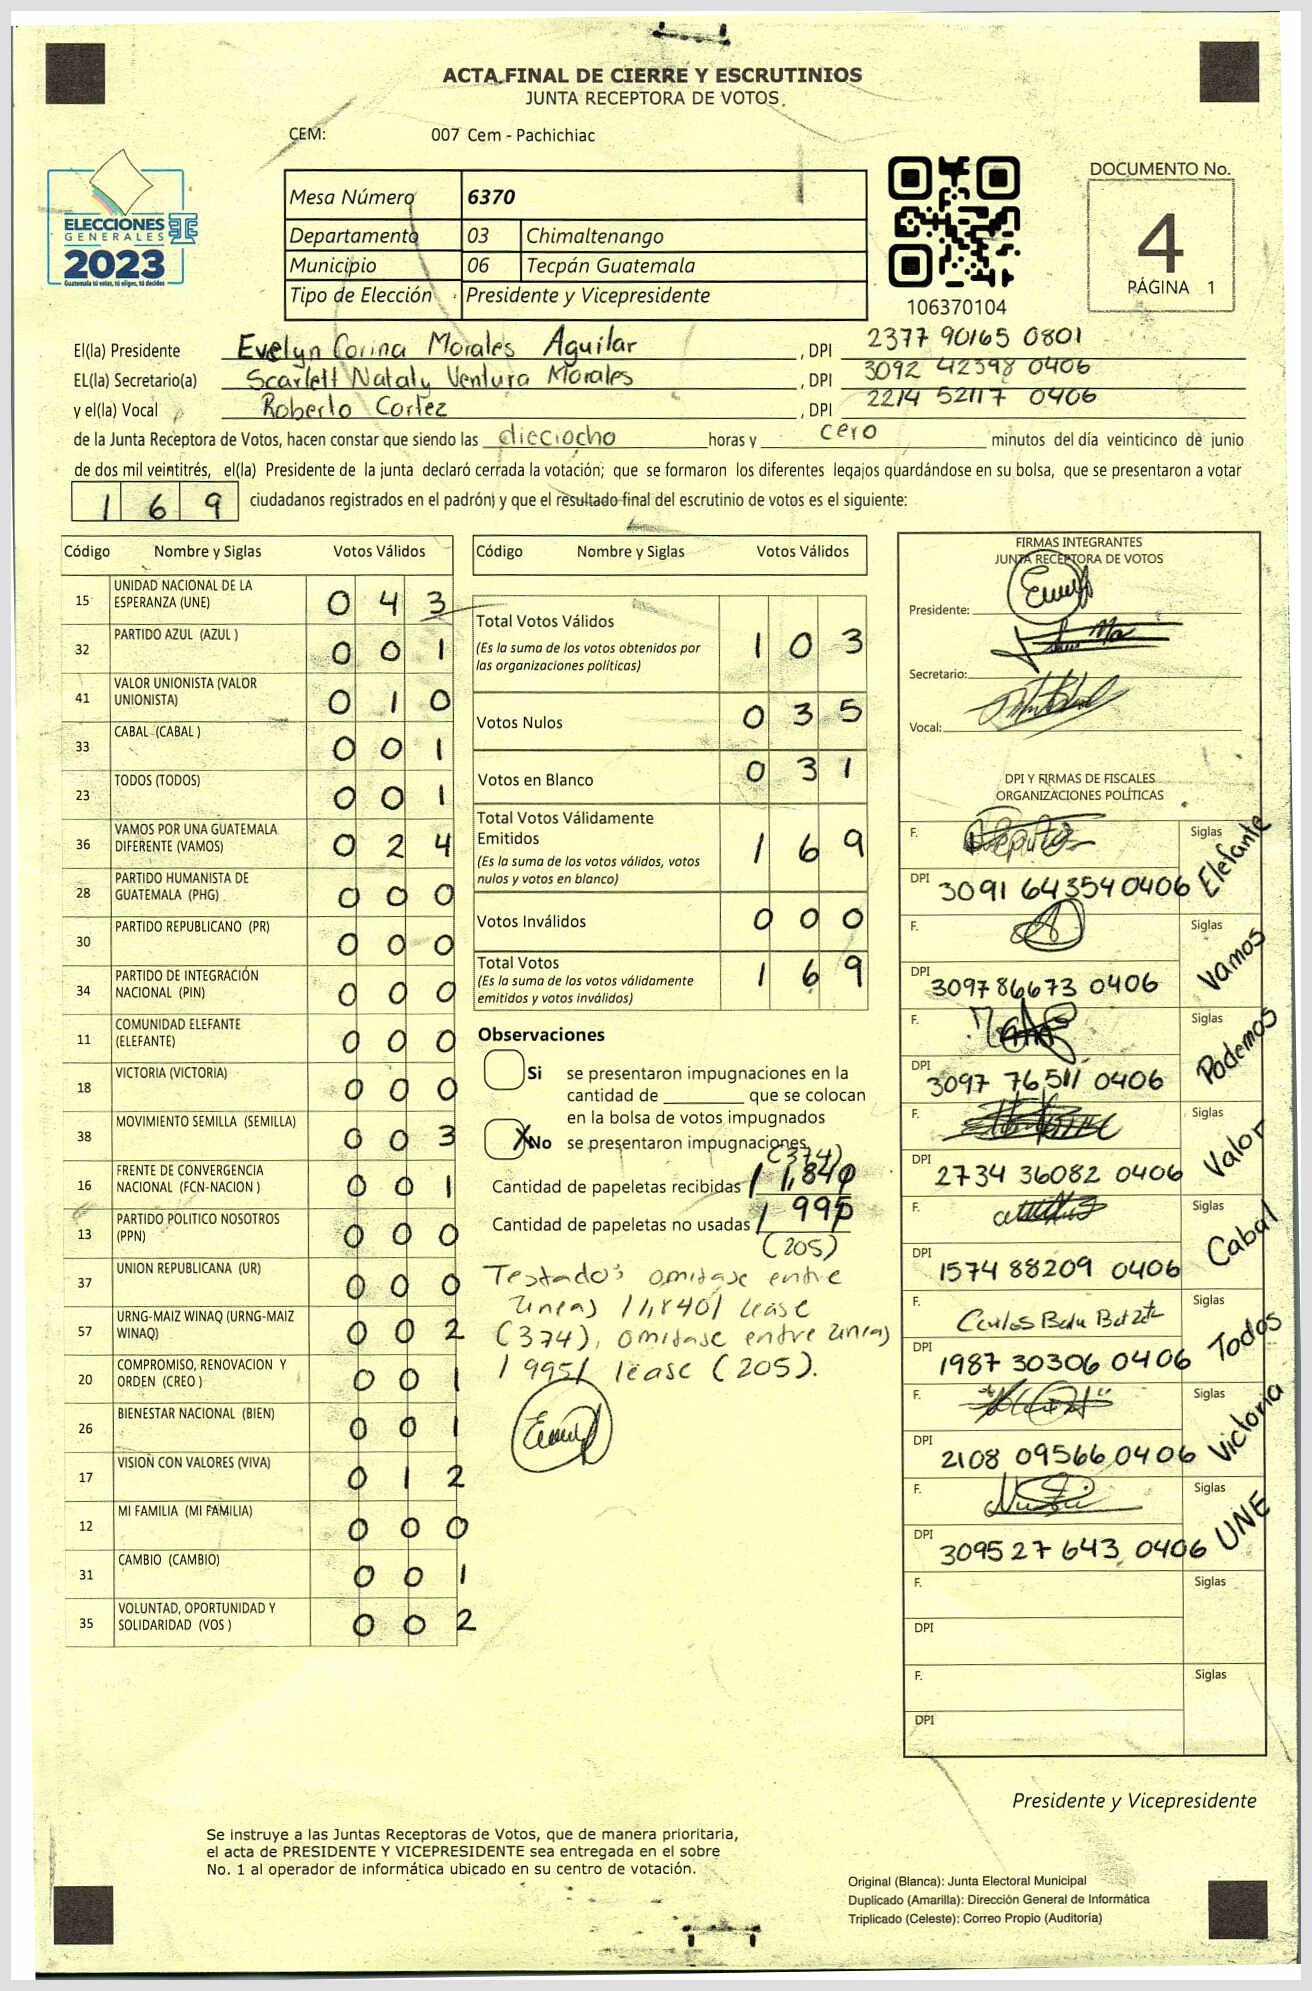 ACTA FINAL DE CIERRE Y ESCRUTINIOS
JUNTA RECEPTORA DE VOTOS
CEM: 007 Cem - Pachichiac
ELECCIONES
GENERALES
2023
Guatemala tú votas, tú eliges, tú decides
Mesa Número 6370
Departamento 03 Chimaltenango
Municipio 06 Tecpán Guatemala
Tipo de Elección Presidente y Vicepresidente
106370104
DOCUMENTO No.
4
PÁGINA 1
El(la) Presidente Evelyn Corina Morales Aguilar , DPI 2377 90165 0801
EL(la) Secretario(a) Scarlett Nataly Ventura Morales , DPI 3092 42398 0406
y el(la) Vocal Roberto Cortez , DPI 2214 52117 0406
de la Junta Receptora de Votos, hacen constar que siendo las dieciocho horas y cero minutos del día veinticinco de junio
de dos mil veintitrés, el(la) Presidente de la junta declaró cerrada la votación; que se formaron los diferentes legajos guardándose en su bolsa, que se presentaron a votar
1 6 9 ciudadanos registrados en el padrón; y que el resultado final del escrutinio de votos es el siguiente:
Código Nombre y Siglas Votos Válidos
15 UNIDAD NACIONAL DE LA ESPERANZA (UNE) 0 4 3
32 PARTIDO AZUL (AZUL ) 0 0 1
41 VALOR UNIONISTA (VALOR UNIONISTA) 0 1 0
33 CABAL (CABAL ) 0 0 1
23 TODOS (TODOS) 0 0 1
36 VAMOS POR UNA GUATEMALA DIFERENTE (VAMOS) 0 2 4
28 PARTIDO HUMANISTA DE GUATEMALA (PHG) 0 0 0
30 PARTIDO REPUBLICANO (PR) 0 0 0
34 PARTIDO DE INTEGRACIÓN NACIONAL (PIN) 0 0 0
11 COMUNIDAD ELEFANTE (ELEFANTE) 0 0 0
18 VICTORIA (VICTORIA) 0 0 0
38 MOVIMIENTO SEMILLA (SEMILLA) 0 0 3
16 FRENTE DE CONVERGENCIA NACIONAL (FCN-NACION ) 0 0 1
13 PARTIDO POLITICO NOSOTROS (PPN) 0 0 0
37 UNION REPUBLICANA (UR) 0 0 0
57 URNG-MAIZ WINAQ (URNG-MAIZ WINAQ) 0 0 2
20 COMPROMISO, RENOVACION Y ORDEN (CREO ) 0 0 1
26 BIENESTAR NACIONAL (BIEN) 0 0 1
17 VISION CON VALORES (VIVA) 0 1 2
12 MI FAMILIA (MI FAMILIA) 0 0 0
31 CAMBIO (CAMBIO) 0 0 1
35 VOLUNTAD, OPORTUNIDAD Y SOLIDARIDAD (VOS ) 0 0 2
Código Nombre y Siglas Votos Válidos
Total Votos Válidos 1 0 3
(Es la suma de los votos obtenidos por
las organizaciones políticas)
Votos Nulos 0 3 5
Votos en Blanco 0 3 1
Total Votos Válidamente
Emitidos 1 6 9
(Es la suma de los votos válidos, votos
nulos y votos en blanco)
Votos Inválidos 0 0 0
Total Votos 1 6 9
(Es la suma de los votos válidamente
emitidos y votos inválidos)
Observaciones
Si se presentaron impugnaciones en la
cantidad de ________ que se colocan
en la bolsa de votos impugnados
X No se presentaron impugnaciones
(374)
Cantidad de papeletas recibidas / 1,840
Cantidad de papeletas no usadas / 995
(205)
Testados omitase entre
lineas /1,840/ lease
(374), omitase entre lineas
/995/ lease (205).
FIRMAS INTEGRANTES
JUNTA RECEPTORA DE VOTOS
Presidente:
Secretario:
Vocal:
DPI Y FIRMAS DE FISCALES
ORGANIZACIONES POLÍTICAS
F. Siglas Elefante
DPI 3091 64354 0406
F. Siglas Vamos
DPI 3097 86673 0406
F. Siglas Podemos
DPI 3097 76511 0406
F. Siglas Valor
DPI 2734 36082 0406
F. Siglas Cabal
DPI 1574 88209 0406
F. Siglas Todos
DPI 1987 30306 0406
F. Siglas Victoria
DPI 2108 09566 0406
F. Siglas UNE
DPI 3095 27 643 0406
F. Siglas
DPI
F. Siglas
DPI
Presidente y Vicepresidente
Se instruye a las Juntas Receptoras de Votos, que de manera prioritaria,
el acta de PRESIDENTE Y VICEPRESIDENTE sea entregada en el sobre
No. 1 al operador de informática ubicado en su centro de votación.
Original (Blanca): Junta Electoral Municipal
Duplicado (Amarilla): Dirección General de Informática
Triplicado (Celeste): Correo Propio (Auditoría)